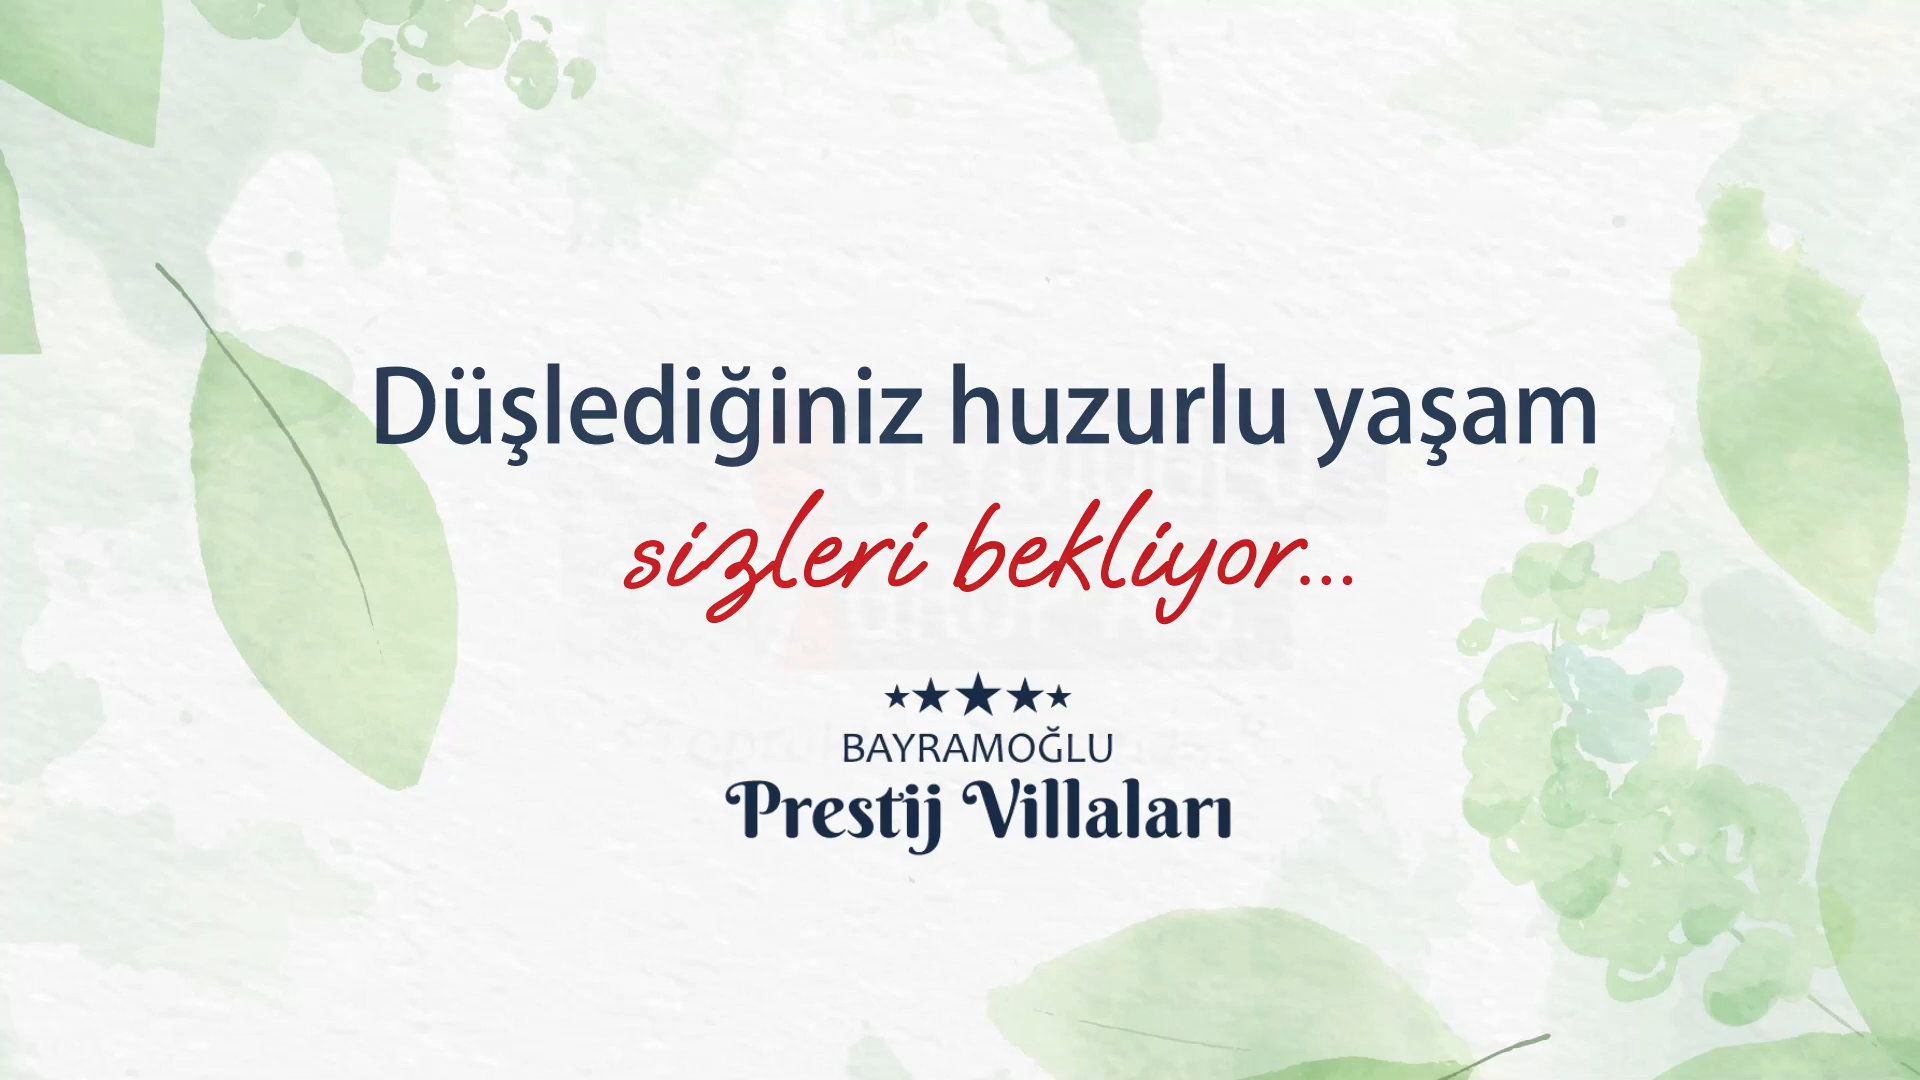 Düşlediğiniz huzurlu yaşam
sizleri bekliyor...
BAYRAMOĞLU
Prestij Villaları